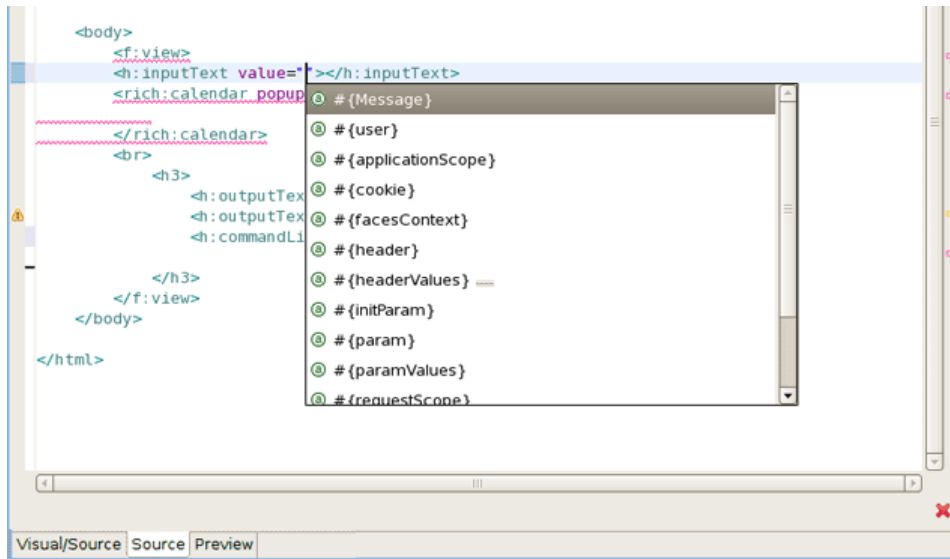 <body>
<f:view>
<h:inputText value=""></h:inputText>
<rich:calendar popup
</rich:calendar>
<br>
<h3>
<h:outputTex
<h:outputTex
<h:commandLi
</h3>
</f:view>
</body>
</html>
#{Message}
#{user}
#{applicationScope}
#{cookie}
#{facesContext}
#{header}
#{headerValues}
#{initParam}
#{param}
#{paramValues}
#{requestScope}
Visual/Source Source Preview